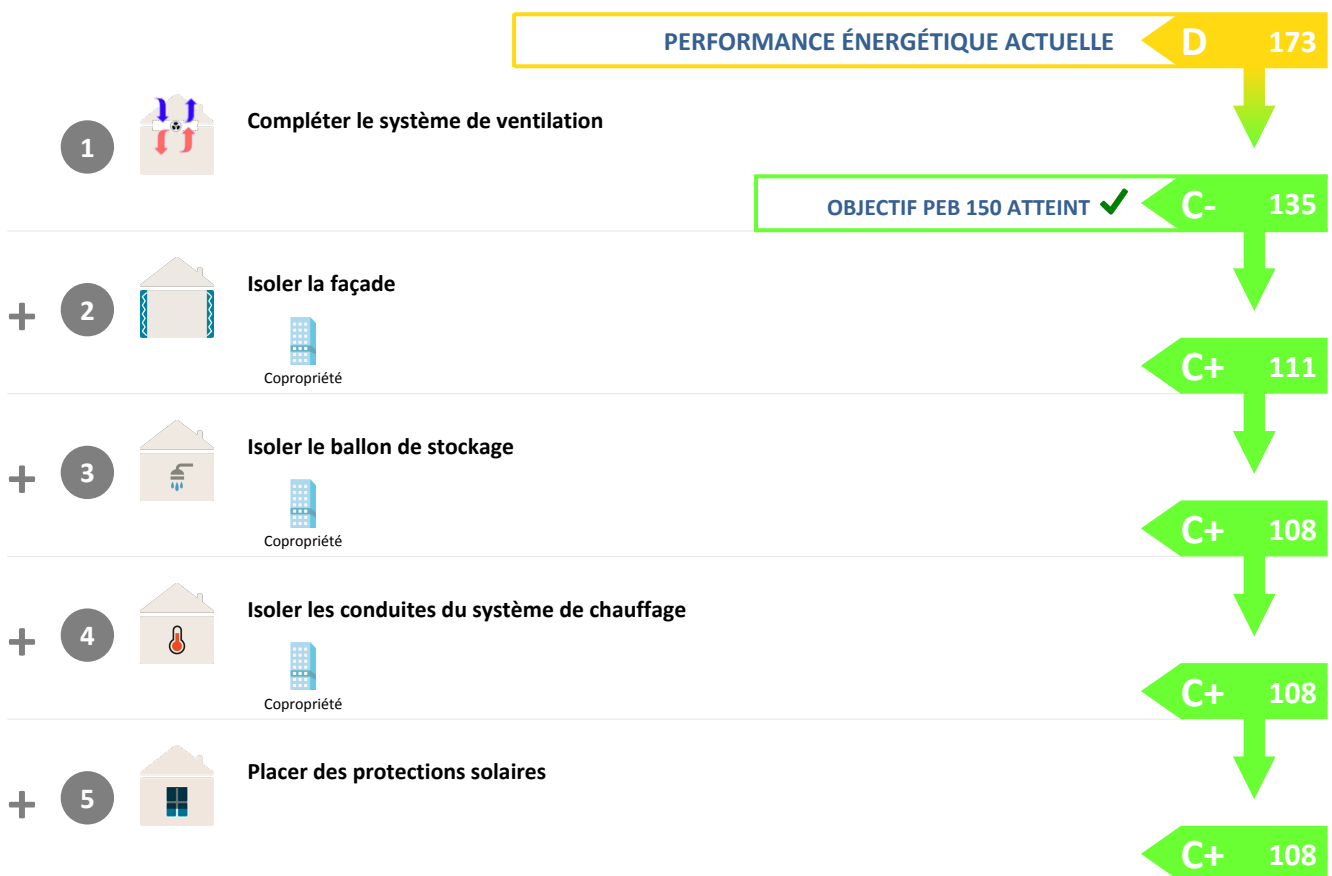 PERFORMANCE ÉNERGÉTIQUE ACTUELLE D 173
1 Compléter le système de ventilation
OBJECTIF PEB 150 ATTEINT ✔ C- 135
+ 2 Isoler la façade
Copropriété
C+ 111
+ 3 Isoler le ballon de stockage
Copropriété
C+ 108
+ 4 Isoler les conduites du système de chauffage
Copropriété
C+ 108
+ 5 Placer des protections solaires
C+ 108